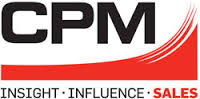 CPM
INSIGHT · INFLUENCE · SALES